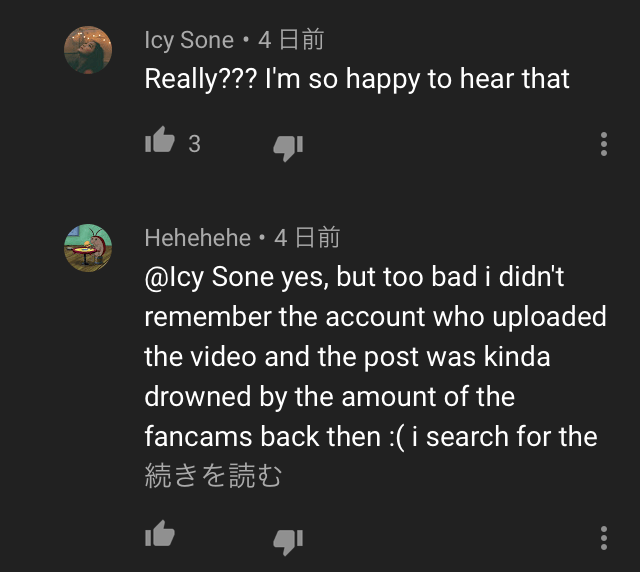 Icy Sone • 4 日前
Really??? I'm so happy to hear that
3
Hehehehe • 4 日前
@Icy Sone yes, but too bad i didn't
remember the account who uploaded
the video and the post was kinda
drowned by the amount of the
fancams back then :( i search for the
続きを読む